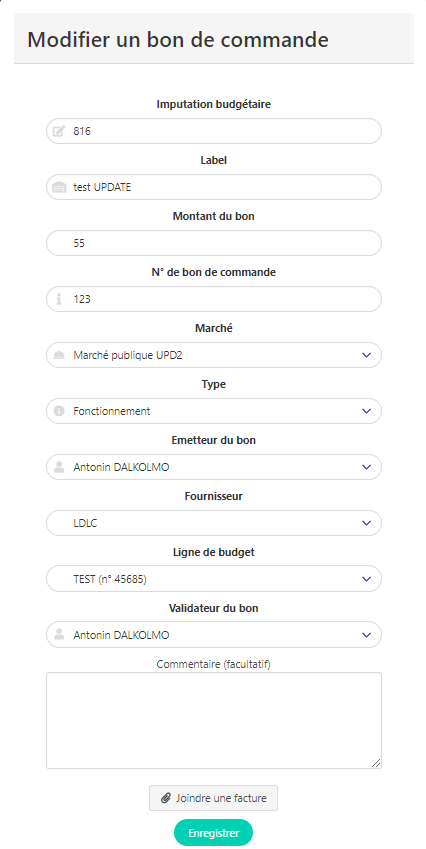 Modifier un bon de commande
Imputation budgétaire
816
Label
test UPDATE
Montant du bon
55
N° de bon de commande
123
Marché
Marché publique UPD2
Type
Fonctionnement
Emetteur du bon
Antonin DALKOLMO
Fournisseur
LDLC
Ligne de budget
TEST (n° 45685)
Validateur du bon
Antonin DALKOLMO
Commentaire (facultatif)
Joindre une facture
Enregistrer